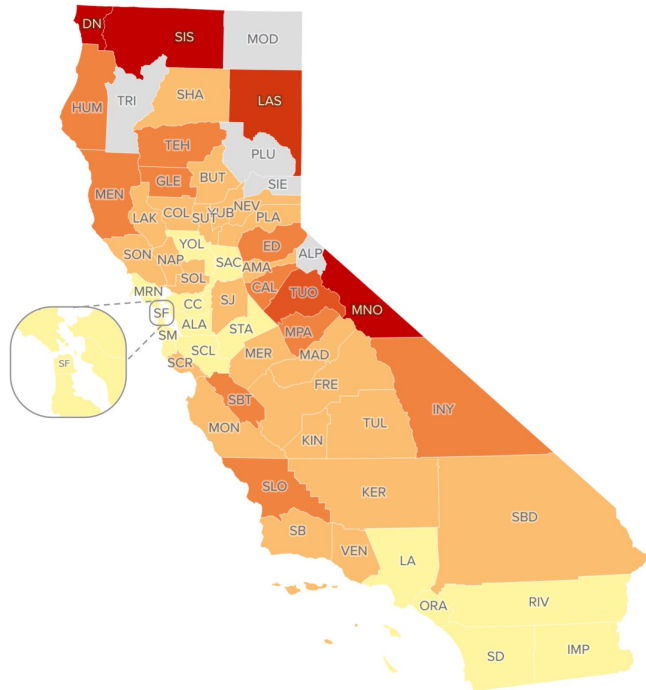 DN
SIS
MOD
HUM
TRI
SHA
LAS
TEH
PLU
GLE
BUT
SIE
MEN
LAK
COL
SUT
YUB
NEV
PLA
SON
NAP
YOL
SAC
ED
AMA
ALP
SOL
CAL
TUO
MRN
SF
CC
SJ
MNO
ALA
STA
MPA
SM
SCL
MER
MAD
SCR
SF
FRE
SBT
INY
MON
KIN
TUL
SLO
KER
SBD
SB
VEN
LA
ORA
RIV
SD
IMP